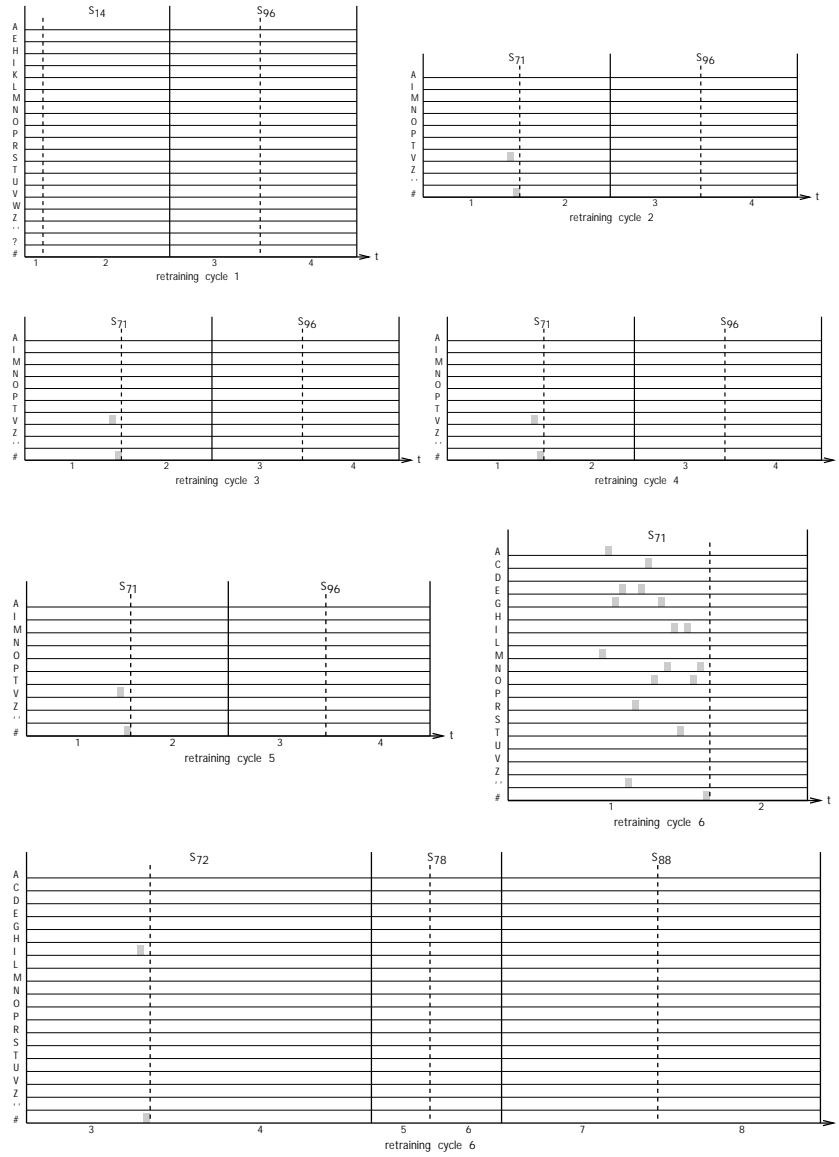 S14 S96
A
E
H
I
K
L
M
N
O
P
R
S
T
U
V
W
Z
''
?
#
t
1 2 3 4
retraining cycle 1
S71 S96
A
I
M
N
O
P
T
V
Z
''
#
t
1 2 3 4
retraining cycle 2
S71 S96
A
I
M
N
O
P
T
V
Z
''
#
t
1 2 3 4
retraining cycle 3
S71 S96
A
I
M
N
O
P
T
V
Z
''
#
1 2 3 4
retraining cycle 4
S71 S96
A
I
M
N
O
P
T
V
Z
''
#
t
1 2 3 4
retraining cycle 5
S71
A
C
D
E
G
H
I
L
M
N
O
P
R
S
T
U
V
Z
''
#
t
1 2
retraining cycle 6
S72 S78 S88
A
C
D
E
G
H
I
L
M
N
O
P
R
S
T
U
V
Z
''
#
3 4 5 6 7 8
retraining cycle 6